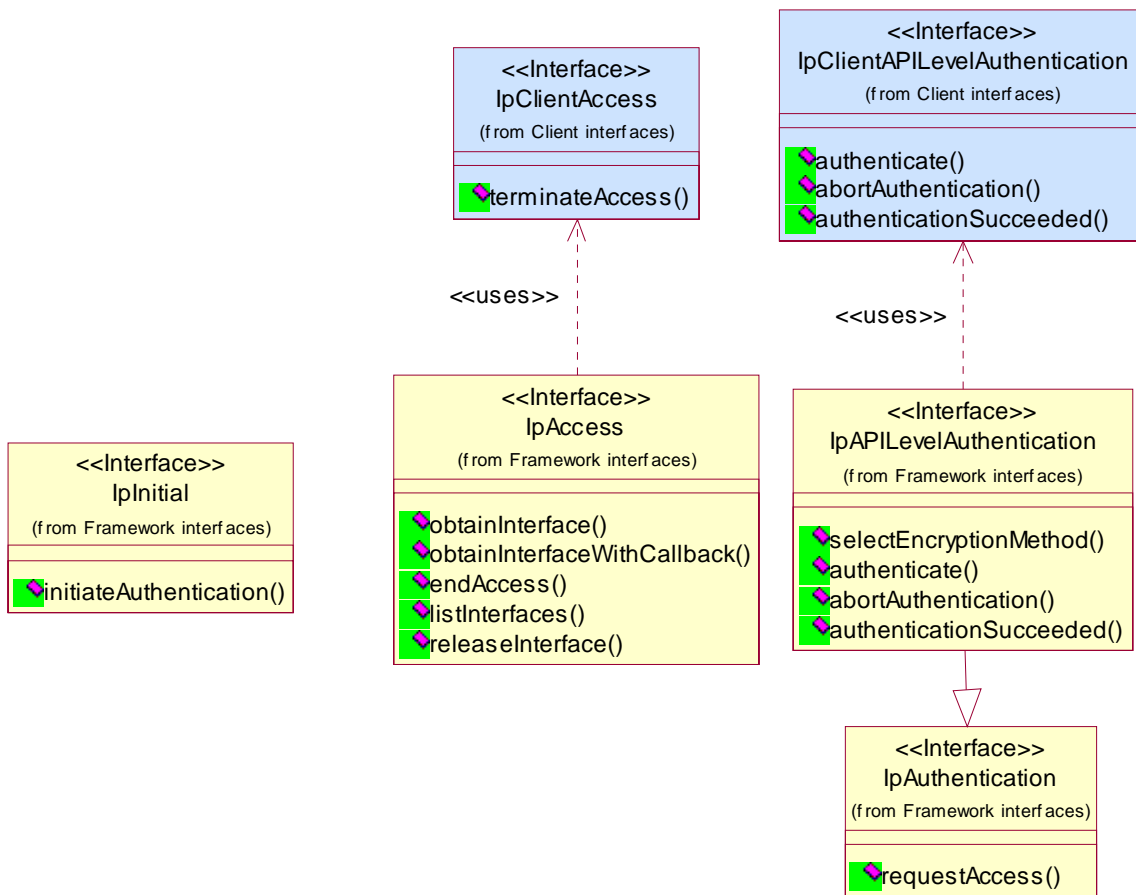 <<Interface>>
IpClientAccess
(from Client interfaces)
terminateAccess()
<<Interface>>
IpClientAPILevelAuthentication
(from Client interfaces)
authenticate()
abortAuthentication()
authenticationSucceeded()
<<uses>>
<<uses>>
<<Interface>>
IpInitial
(from Framework interfaces)
initiateAuthentication()
<<Interface>>
IpAccess
(from Framework interfaces)
obtainInterface()
obtainInterfaceWithCallback()
endAccess()
listInterfaces()
releaseInterface()
<<Interface>>
IpAPILevelAuthentication
(from Framework interfaces)
selectEncryptionMethod()
authenticate()
abortAuthentication()
authenticationSucceeded()
<<Interface>>
IpAuthentication
(from Framework interfaces)
requestAccess()